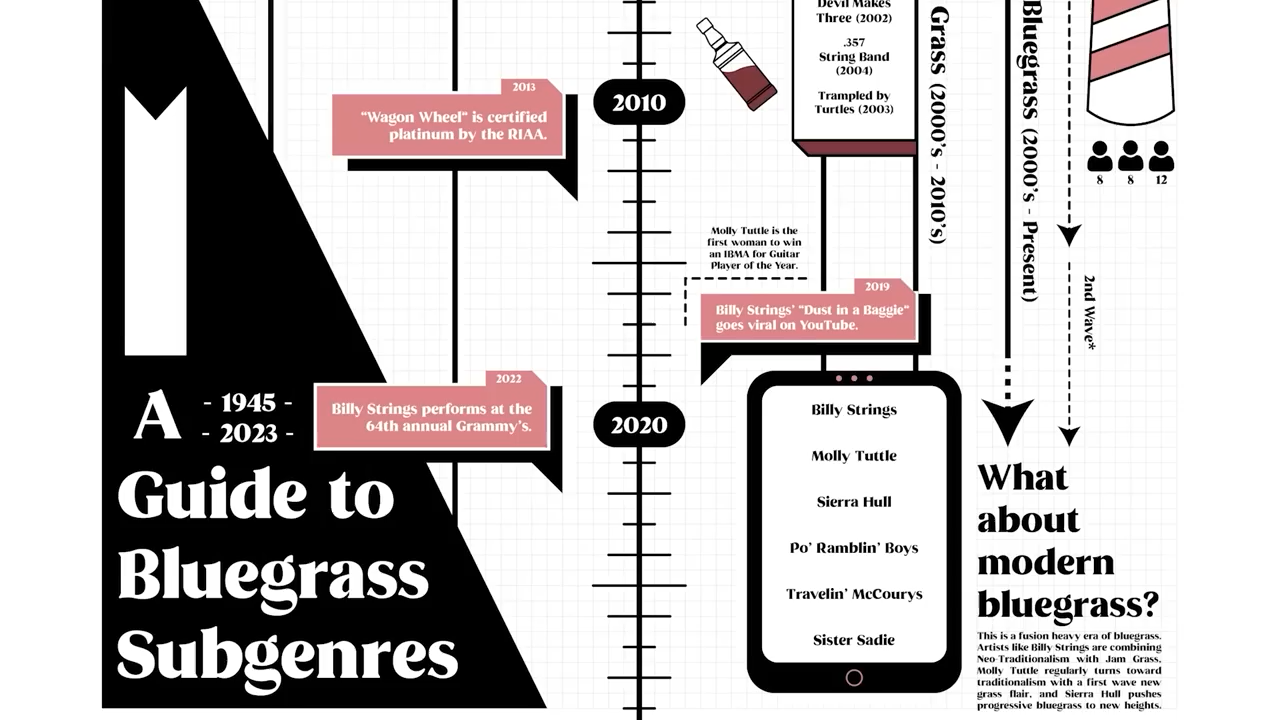 Devil Makes
Three (2002)
.357
String Band
(2004)
Trampled by
Turtles (2003)
Grass (2000's - 2010's)
Bluegrass (2000's - Present)
8 8 12
2013
"Wagon Wheel" is certified
platinum by the RIAA.
2010
Molly Tuttle is the
first woman to win
an IBMA for Guitar
Player of the Year.
2019
Billy Strings' "Dust in a Baggie"
goes viral on YouTube.
2nd Wave*
2022
Billy Strings performs at the
64th annual Grammy's.
2020
A - 1945 -
- 2023 -
Guide to
Bluegrass
Subgenres
Billy Strings
Molly Tuttle
Sierra Hull
Po' Ramblin' Boys
Travelin' McCourys
Sister Sadie
What
about
modern
bluegrass?
This is a fusion heavy era of bluegrass.
Artists like Billy Strings are combining
Neo-Traditionalism with Jam Grass.
Molly Tuttle regularly turns toward
traditionalism with a first wave new
grass flair, and Sierra Hull pushes
progressive bluegrass to new heights.